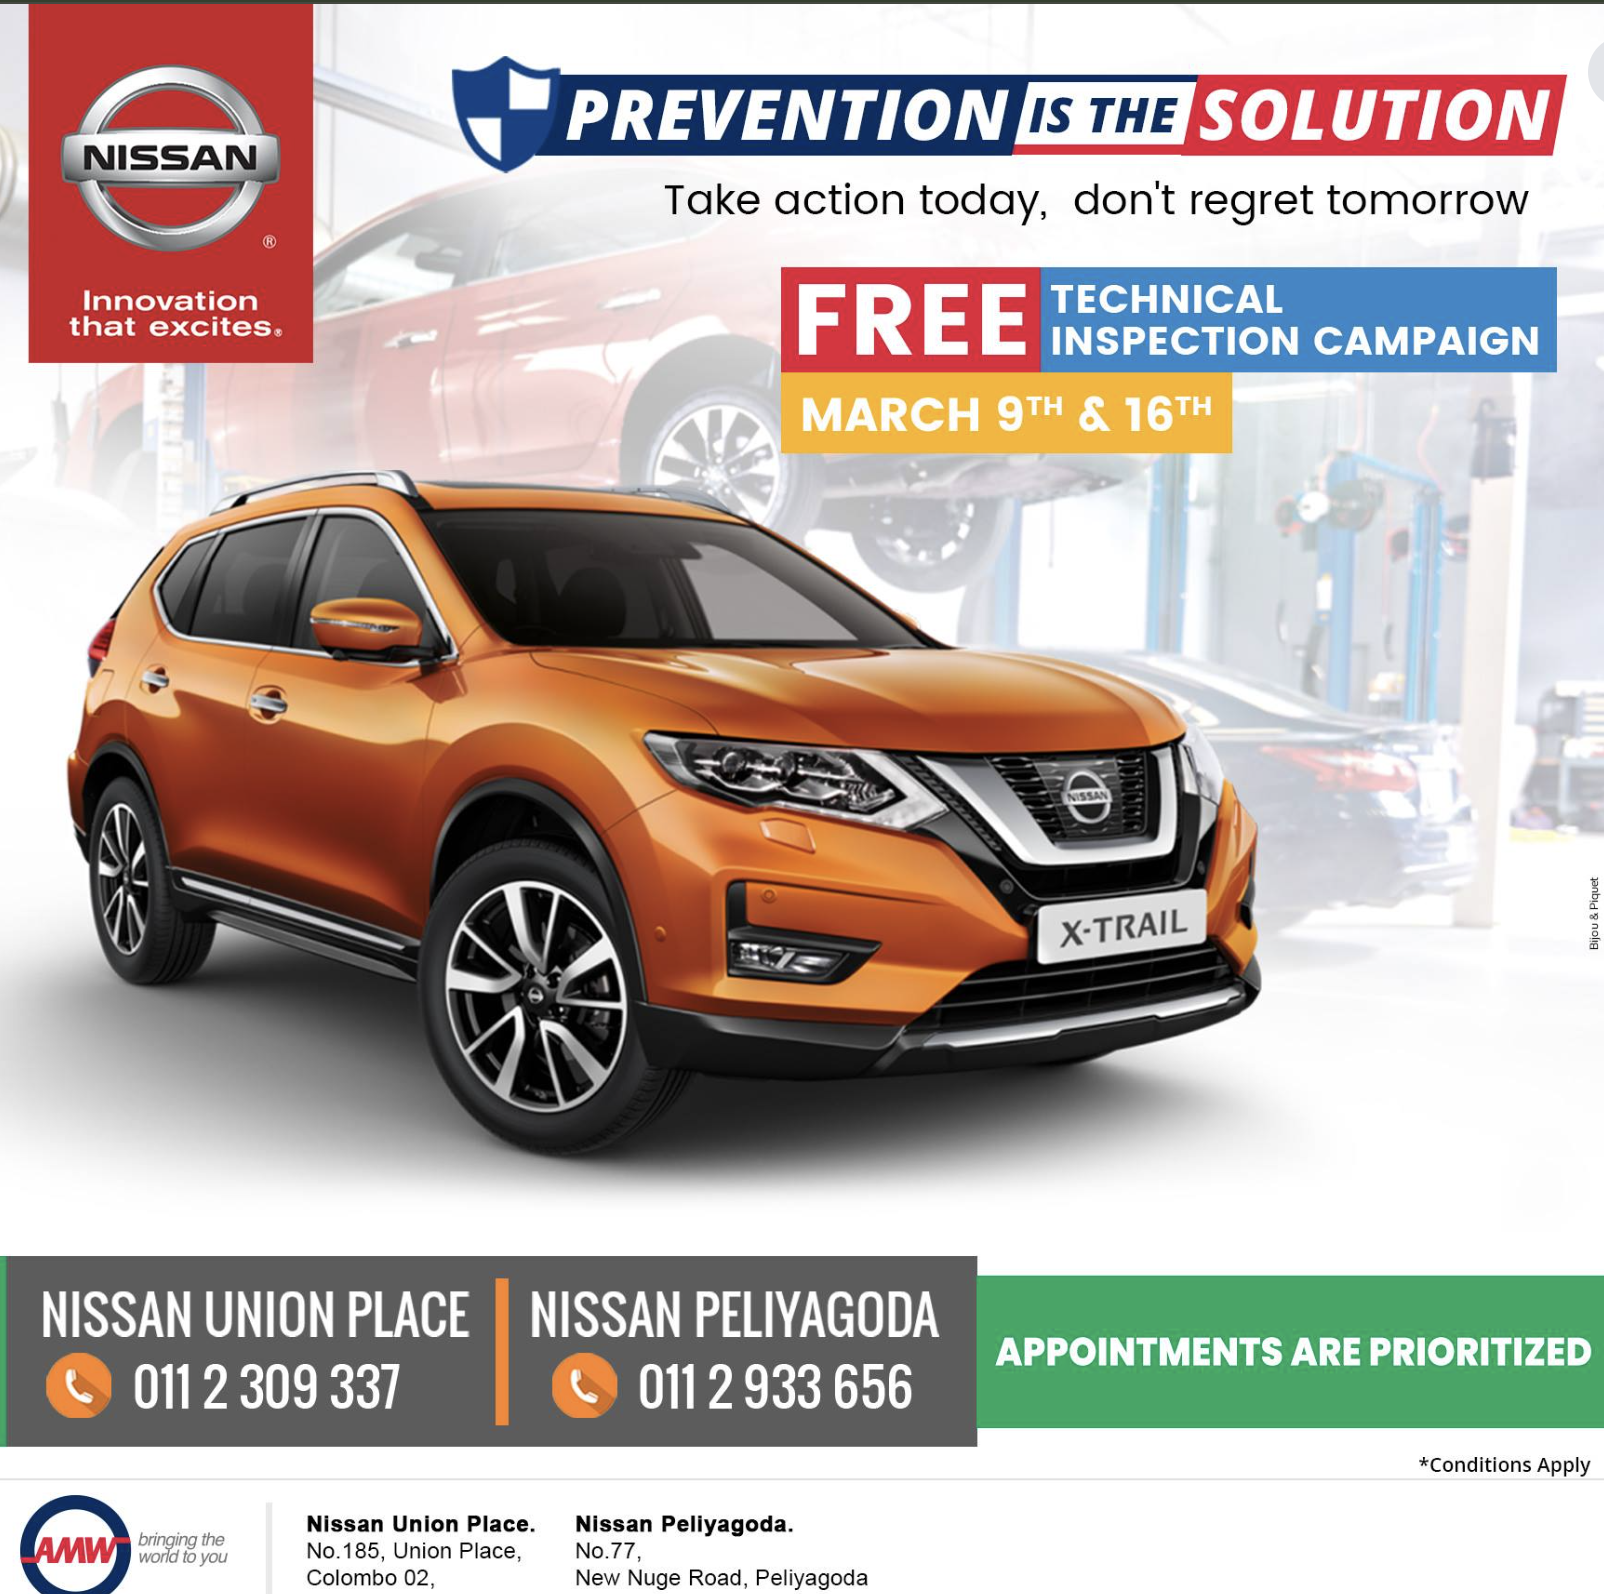 NISSAN
®
Innovation
that excites®
PREVENTION IS THE SOLUTION
Take action today, don't regret tomorrow
FREE TECHNICAL
INSPECTION CAMPAIGN
MARCH 9TH & 16TH
NISSAN
X-TRAIL
Bijou & Piquet
NISSAN UNION PLACE
011 2 309 337
NISSAN PELIYAGODA
011 2 933 656
APPOINTMENTS ARE PRIORITIZED
*Conditions Apply
AMW
bringing the
world to you
Nissan Union Place.
No.185, Union Place,
Colombo 02,
Nissan Peliyagoda.
No.77,
New Nuge Road, Peliyagoda